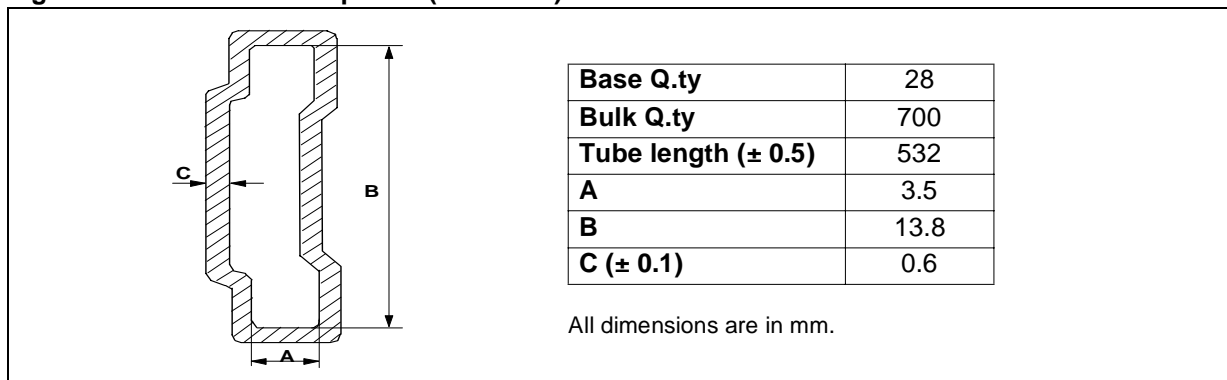 C
B
A
Base Q.ty 28
Bulk Q.ty 700
Tube length (± 0.5) 532
A 3.5
B 13.8
C (± 0.1) 0.6
All dimensions are in mm.